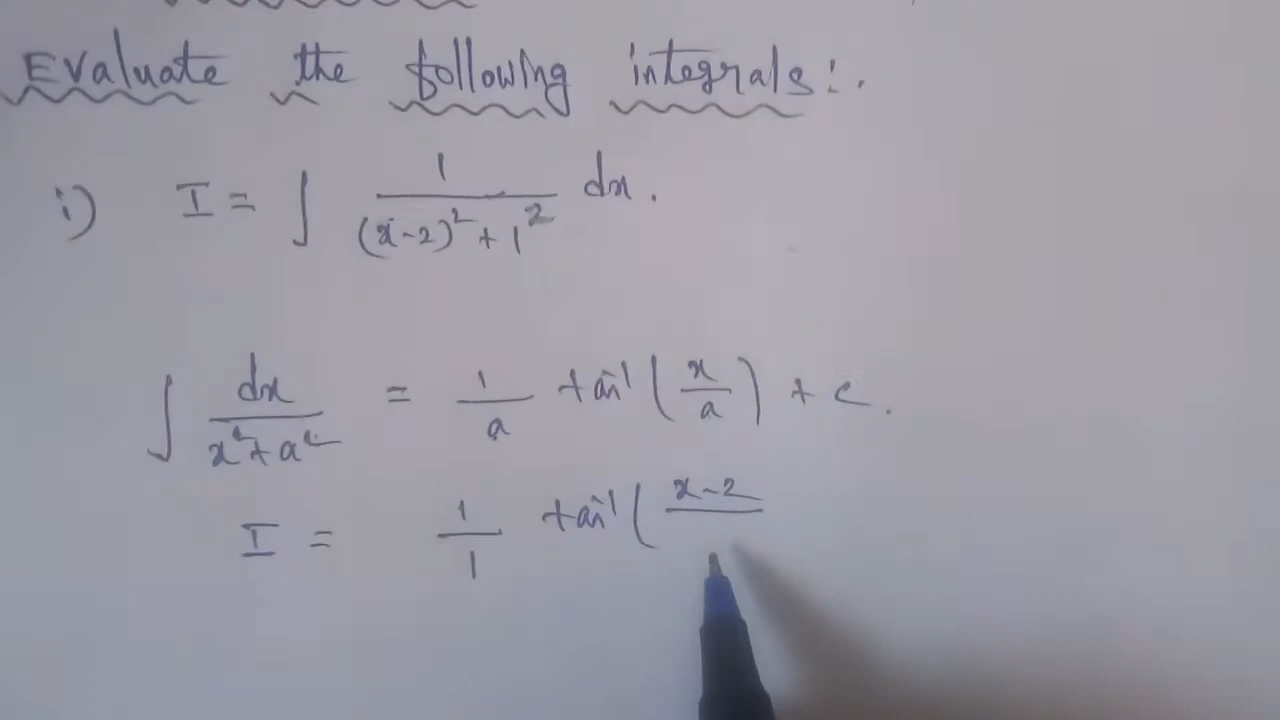 Evaluate the following integrals:.
i) I = ∫ 1/((x-2)² + 1²) dx.
∫ dx/(x² + a²) = 1/a tan⁻¹(x/a) + c.
I = 1/1 tan⁻¹(x-2/